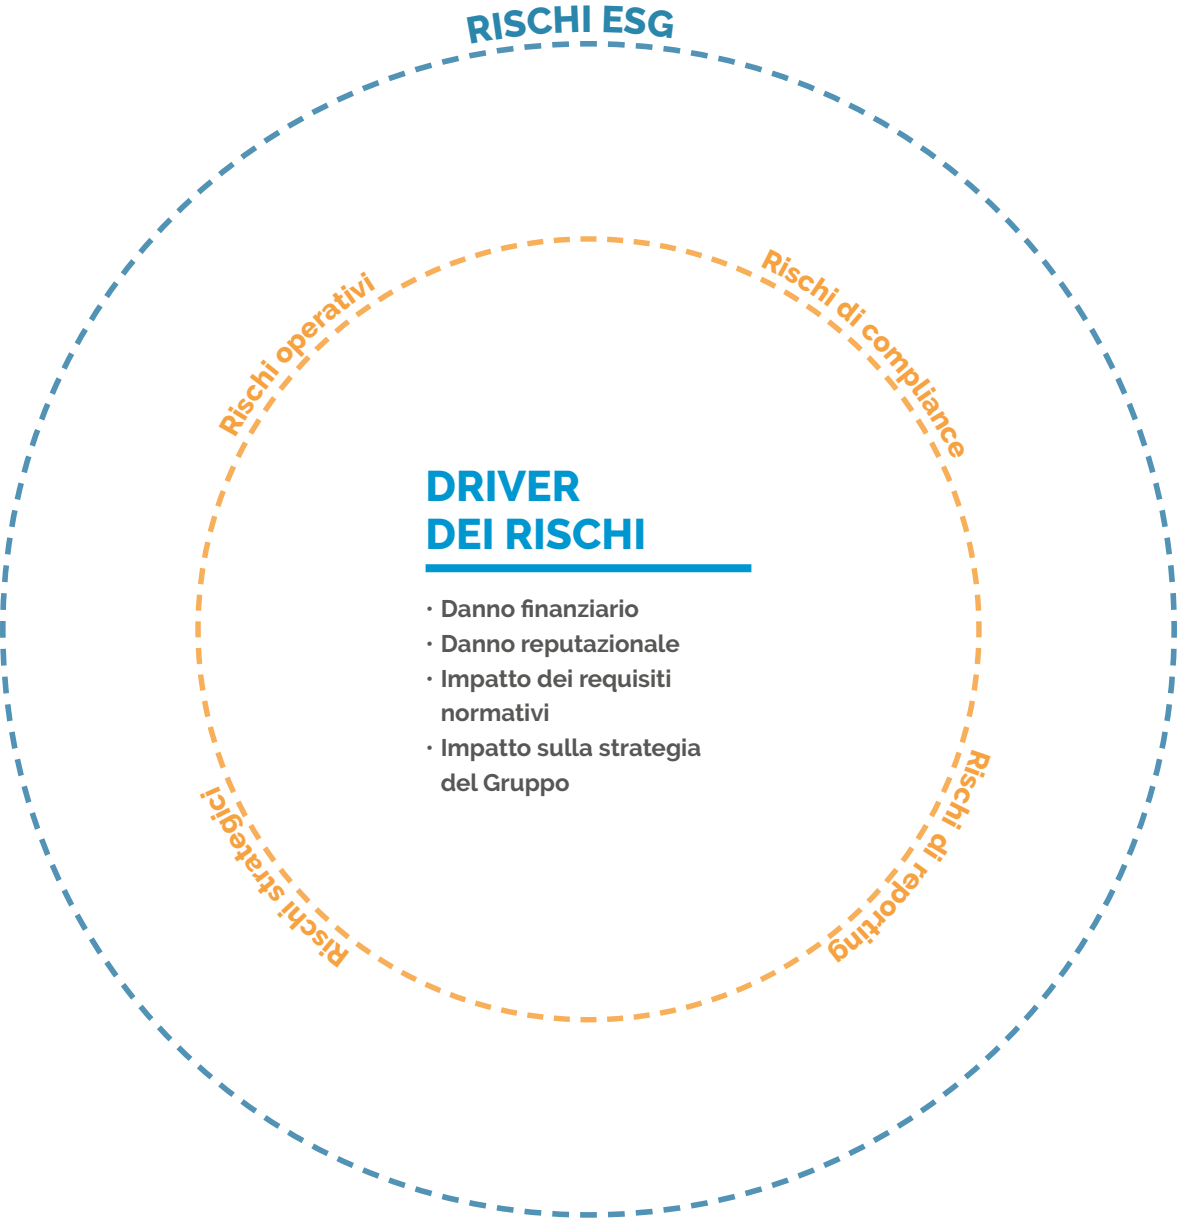 RISCHI ESG
Rischi operativi
Rischi di compliance
DRIVER
DEI RISCHI
• Danno finanziario
• Danno reputazionale
• Impatto dei requisiti
normativi
• Impatto sulla strategia
del Gruppo
Rischi strategici
Rischi di reporting